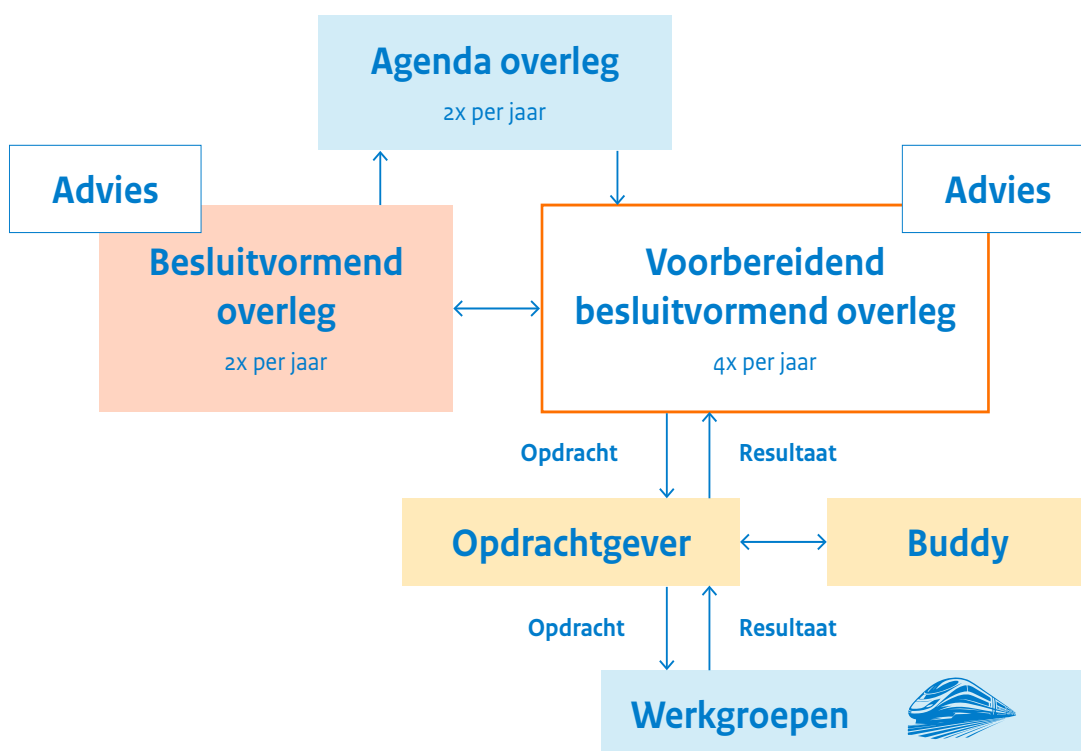 Agenda overleg
2x per jaar
Advies
Advies
Besluitvormend
overleg
2x per jaar
Voorbereidend
besluitvormend overleg
4x per jaar
Opdracht
Resultaat
Opdrachtgever
Buddy
Opdracht
Resultaat
Werkgroepen